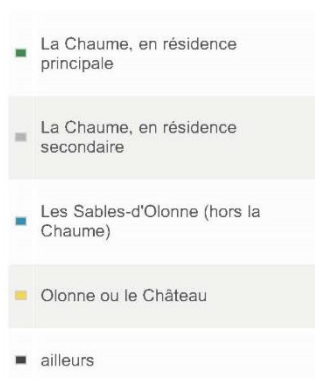 La Chaume, en résidence
principale
La Chaume, en résidence
secondaire
Les Sables-d'Olonne (hors la
Chaume)
Olonne ou le Château
ailleurs